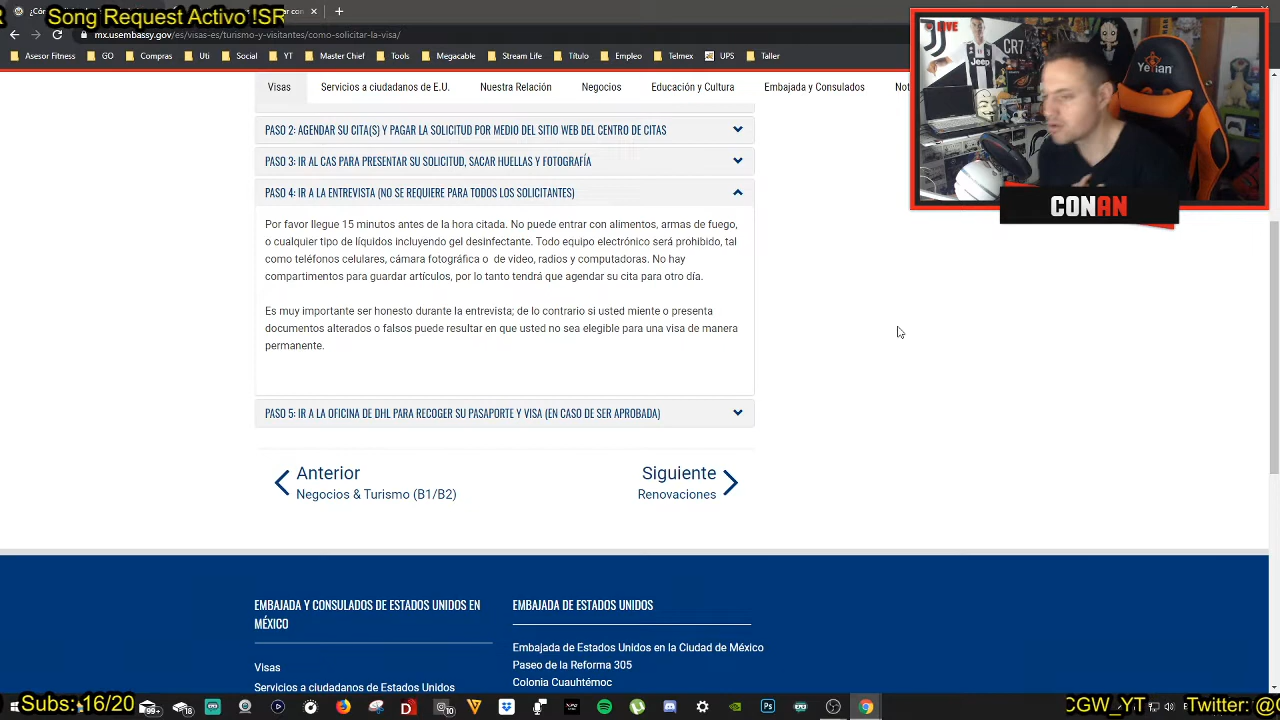 Song Request Activo !SR
mx.usembassy.gov/es/visas-es/
Asesor Fitness GO Compras Uti Social YT Master Chief Tools Memeable Stream Lab Título Empleo Telmex UPS Taller
Visas Servicios a ciudadanos de E.U. Nuestra Relación Negocios Educación y Cultura Embajada y Consulados Not
PASO 2: AGENDAR SU CITA(S) Y PAGAR LA SOLICITUD POR MEDIO DEL SITIO WEB DEL CENTRO DE CITAS
PASO 3: IR AL CAS PARA PRESENTAR SU SOLICITUD, SACAR HUELLAS Y FOTOGRAFÍA
PASO 4: IR A LA ENTREVISTA (NO SE REQUIERE PARA TODOS LOS SOLICITANTES)
Por favor llegue 15 minutos antes de la hora indicada. No puede entrar con alimentos, armas de fuego,
o cualquier tipo de líquidos incluyendo desinfectante. Todo equipo electrónico será prohibido, tal
como teléfonos celulares, cámara fotográfica o de video, radios y computadoras. No hay
compartimentos para guardar artículos, por lo tanto tendrá que agendar su cita para otro día.
Es muy importante ser honesto durante la entrevista; de lo contrario si usted miente o presenta
documentos alterados o falsos puede resultar en que usted no sea elegible para una visa de manera
permanente.
PASO 5: IR A LA OFICINA DE DHL PARA RECOGER SU PASAPORTE Y VISA (EN CASO DE SER APROBADA)
Anterior
Negocios & Turismo (B1/B2)
Siguiente
Renovaciones
EMBAJADA Y CONSULADOS DE ESTADOS UNIDOS EN
MÉXICO
Visas
Servicios a ciudadanos de Estados Unidos
EMBAJADA DE ESTADOS UNIDOS
Embajada de Estados Unidos en la Ciudad de México
Paseo de la Reforma 305
Colonia Cuauhtémoc
LIVE
CR7
Jeep
Yeyian
CONAN
Subs: 16/20
CGW_YT Twitter: @C